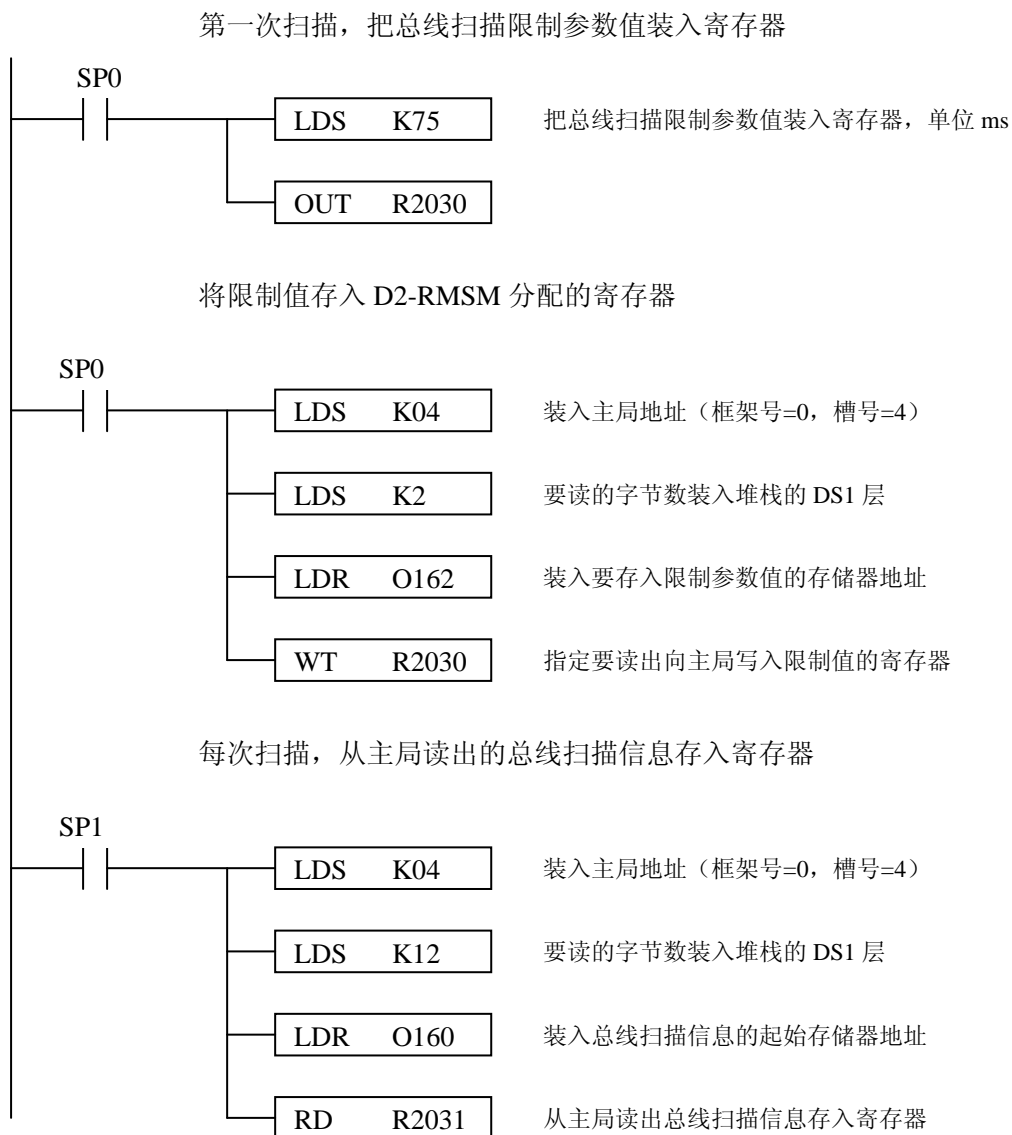 第一次扫描，把总线扫描限制参数值装入寄存器
SP0
LDS K75 把总线扫描限制参数值装入寄存器，单位 ms
OUT R2030
将限制值存入 D2-RMSM 分配的寄存器
SP0
LDS K04 装入主局地址（框架号=0，槽号=4）
LDS K2 要读的字节数装入堆栈的 DS1 层
LDR O162 装入要存入限制参数值的存储器地址
WT R2030 指定要读出向主局写入限制值的寄存器
每次扫描，从主局读出的总线扫描信息存入寄存器
SP1
LDS K04 装入主局地址（框架号=0，槽号=4）
LDS K12 要读的字节数装入堆栈的 DS1 层
LDR O160 装入总线扫描信息的起始存储器地址
RD R2031 从主局读出总线扫描信息存入寄存器